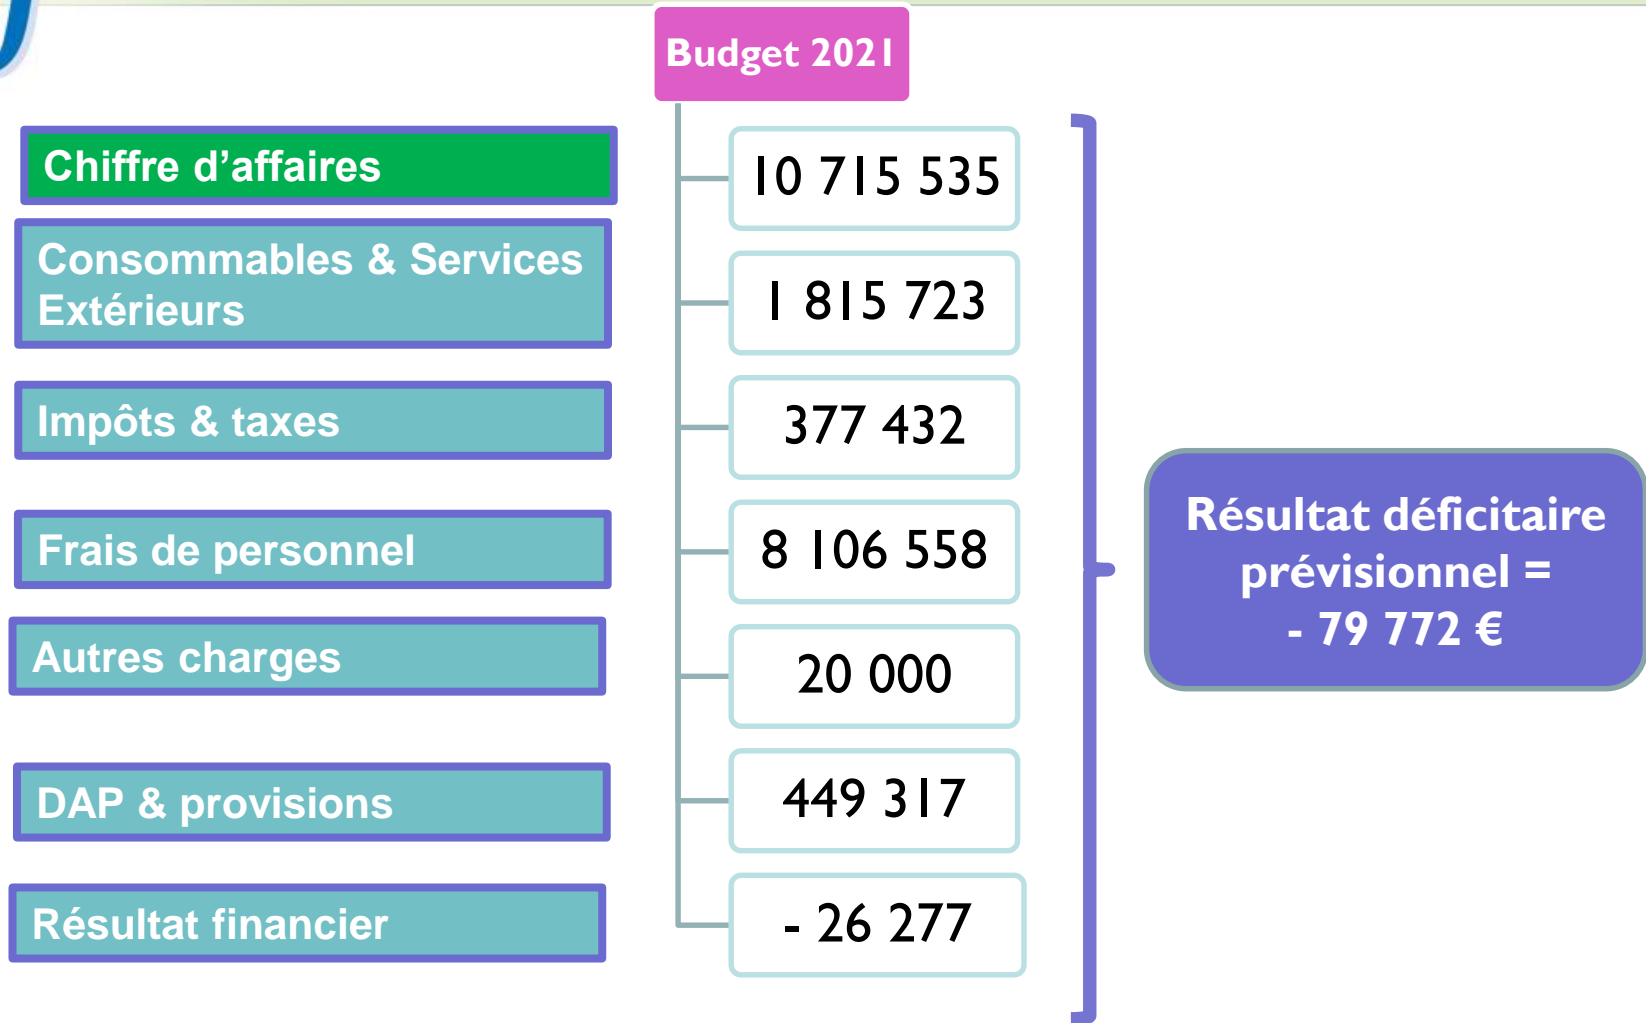 Budget 2021
Chiffre d’affaires
10 715 535
Consommables & Services
Extérieurs
1 815 723
Impôts & taxes
377 432
Frais de personnel
8 106 558
Autres charges
20 000
DAP & provisions
449 317
Résultat financier
- 26 277
Résultat déficitaire
prévisionnel =
- 79 772 €